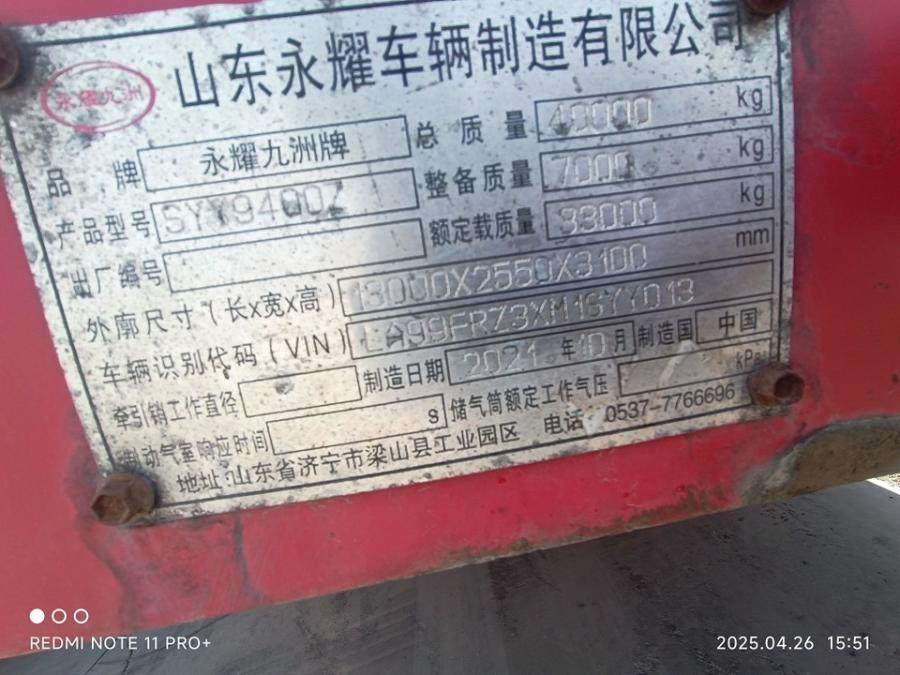 山东永耀车辆制造有限公司
永耀九洲
品牌 永耀九洲牌 总质量 40000 kg
产品型号 SYY9400Z 整备质量 7000 kg
出厂编号 额定载质量 33000 kg
外廓尺寸(长x宽x高) 13000X2550X3100 mm
车辆识别代码(VIN) LA99FRZ3XM1SYY013
牵引销工作直径 制造日期 2021 年 10 月 制造国 中国
制动气室响应时间 s 储气筒额定工作气压 kPa
地址:山东省济宁市梁山县工业园区 电话:0537-7766696
REDMI NOTE 11 PRO+
2025.04.26 15:51